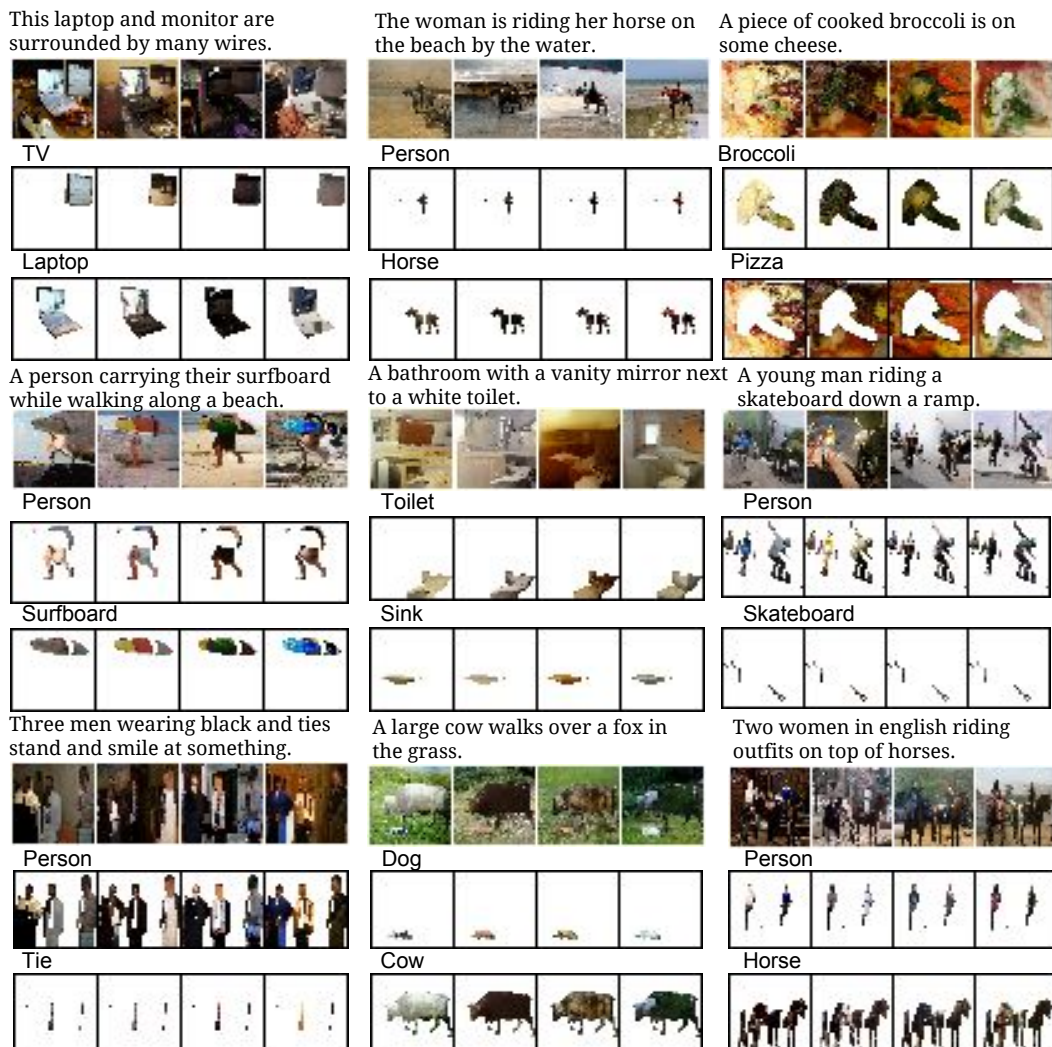 This laptop and monitor are
surrounded by many wires.
TV
Laptop
The woman is riding her horse on
the beach by the water.
Person
Horse
A piece of cooked broccoli is on
some cheese.
Broccoli
Pizza
A person carrying their surfboard
while walking along a beach.
Person
Surfboard
A bathroom with a vanity mirror next
to a white toilet.
Toilet
Sink
A young man riding a
skateboard down a ramp.
Person
Skateboard
Three men wearing black and ties
stand and smile at something.
Person
Tie
A large cow walks over a fox in
the grass.
Dog
Cow
Two women in english riding
outfits on top of horses.
Person
Horse